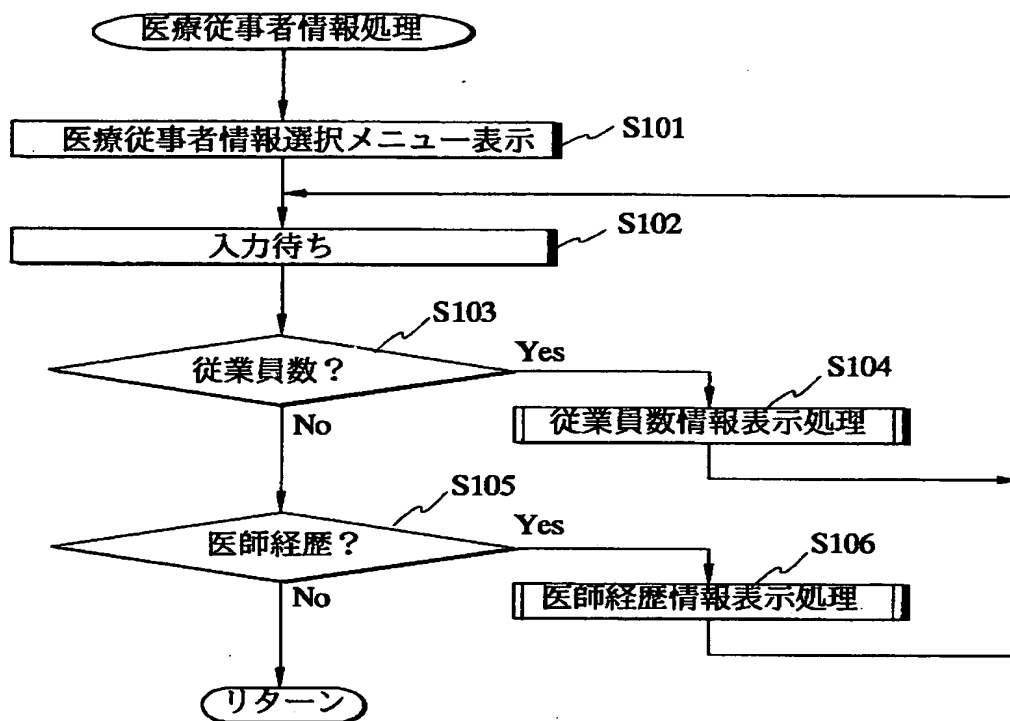 医療従事者情報処理
医療従事者情報選択メニュー表示
S101
入力待ち
S102
S103
従業員数?
Yes
No
S104
従業員数情報表示処理
S105
医師経歴?
Yes
No
S106
医師経歴情報表示処理
リターン